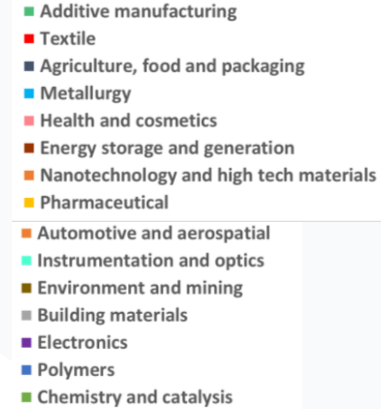 Additive manufacturing
Textile
Agriculture, food and packaging
Metallurgy
Health and cosmetics
Energy storage and generation
Nanotechnology and high tech materials
Pharmaceutical
Automotive and aerospatial
Instrumentation and optics
Environment and mining
Building materials
Electronics
Polymers
Chemistry and catalysis